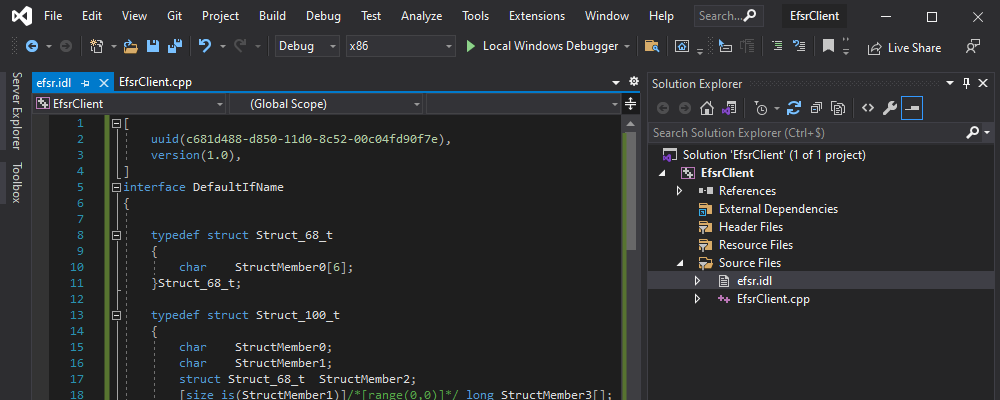 File Edit View Git Project Build Debug Test Analyze Tools Extensions Window Help Search... EfsrClient
Debug x86 Local Windows Debugger Live Share
Server Explorer
Toolbox
efsr.idl EfsrClient.cpp
EfsrClient (Global Scope)
1 [
2 uuid(c681d488-d850-11d0-8c52-00c04fd90f7e),
3 version(1.0),
4 ]
5 interface DefaultIfName
6 {
7
8 typedef struct Struct_68_t
9 {
10 char StructMember0[6];
11 }Struct_68_t;
12
13 typedef struct Struct_100_t
14 {
15 char StructMember0;
16 char StructMember1;
17 struct Struct_68_t StructMember2;
18 [size_is(StructMember1)]/*[range(0,0)]*/ long StructMember3[];
Solution Explorer
Search Solution Explorer (Ctrl+$)
Solution 'EfsrClient' (1 of 1 project)
EfsrClient
References
External Dependencies
Header Files
Resource Files
Source Files
efsr.idl
EfsrClient.cpp